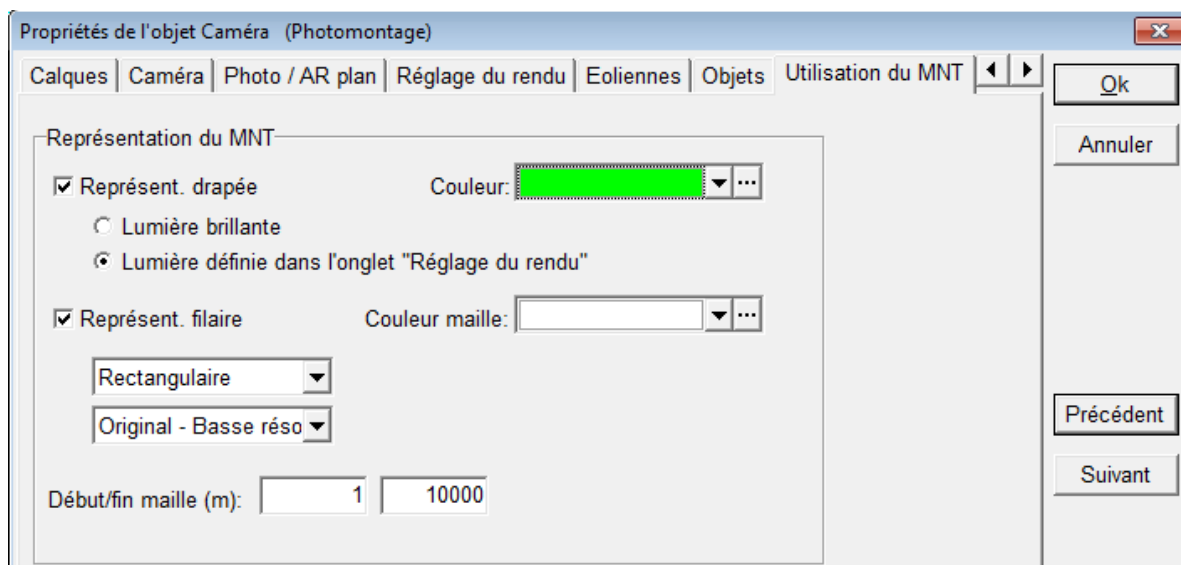 Propriétés de l'objet Caméra (Photomontage)
Calques Caméra Photo / AR plan Réglage du rendu Eoliennes Objets Utilisation du MNT
Ok
Annuler
Représentation du MNT
Représent. drapée Couleur: ...
Lumière brillante
Lumière définie dans l'onglet "Réglage du rendu"
Représent. filaire Couleur maille: ...
Rectangulaire
Original - Basse réso
Précédent
Suivant
Début/fin maille (m): 1 10000